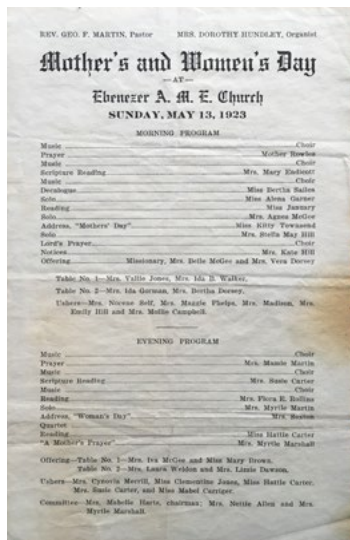 REV. GEO. F. MARTIN, Pastor MRS. DOROTHY HUNDLEY, Organist
Mother's and Women's Day
—AT—
Ebenezer A. M. E. Church
SUNDAY, MAY 13, 1923
MORNING PROGRAM
Music Choir
Prayer Mother Bowles
Music Choir
Scripture Reading Mrs. Mary Endicott
Music Choir
Decalogue Miss Bertha Sailes
Solo Miss Alena Garner
Reading Miss January
Solo Mrs. Agnes McGee
Address, "Mothers' Day" Miss Kitty Townsend
Solo Mrs. Stella May Hill
Lord's Prayer Choir
Notices Mrs. Kate Hill
Offering Missionary, Mrs. Belle McGee and Mrs. Vera Dorsey
Table No. 1—Mrs. Vallie Jones, Mrs. Ida B. Walker.
Table No. 2—Mrs. Ida Gorman, Mrs. Bertha Dorsey.
Ushers—Mrs. Self, Mrs. Maggie Phelps, Mrs. Madison, Mrs.
Emily Hill and Mrs. Mollie Campbell.
EVENING PROGRAM
Music Choir
Prayer Mrs. Mamie Martin
Music Choir
Scripture Reading Mrs. Susie Carter
Music Choir
Reading Mrs. Flora E. Rollins
Solo Mrs. Myrtle Martin
Address, "Woman's Day" Mrs. Sexton
Quartet
Reading Miss Hattie Carter
"A Mother's Prayer" Mrs. Myrtle Marshall
Offering—Table No. 1—Mrs. Iva McGee and Miss Mary Brown.
Table No. 2—Mrs. Laura Weldon and Mrs. Lizzie Dawson.
Ushers—Mrs. Merrill, Miss Clementine Jones, Miss Hattie Carter,
Mrs. Susie Carter, and Miss Mabel Carriger.
Committee—Mrs. Mabelle Harte, chairman; Mrs. Nettie Allen and Mrs.
Myrtle Marshall.